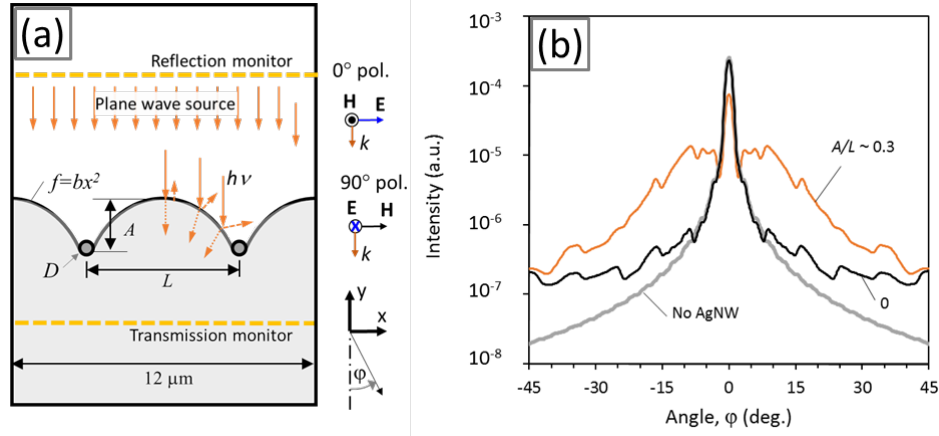 (a)
Reflection monitor
Plane wave source
0° pol.
H
E
k
f=bx²
hν
A
D
L
90° pol.
E
H
k
Transmission monitor
12 μm
y
x
φ
(b)
10⁻³
10⁻⁴
10⁻⁵
10⁻⁶
10⁻⁷
10⁻⁸
Intensity (a.u.)
A/L ~ 0.3
0
No AgNW
-45
-30
-15
0
15
30
45
Angle, φ (deg.)